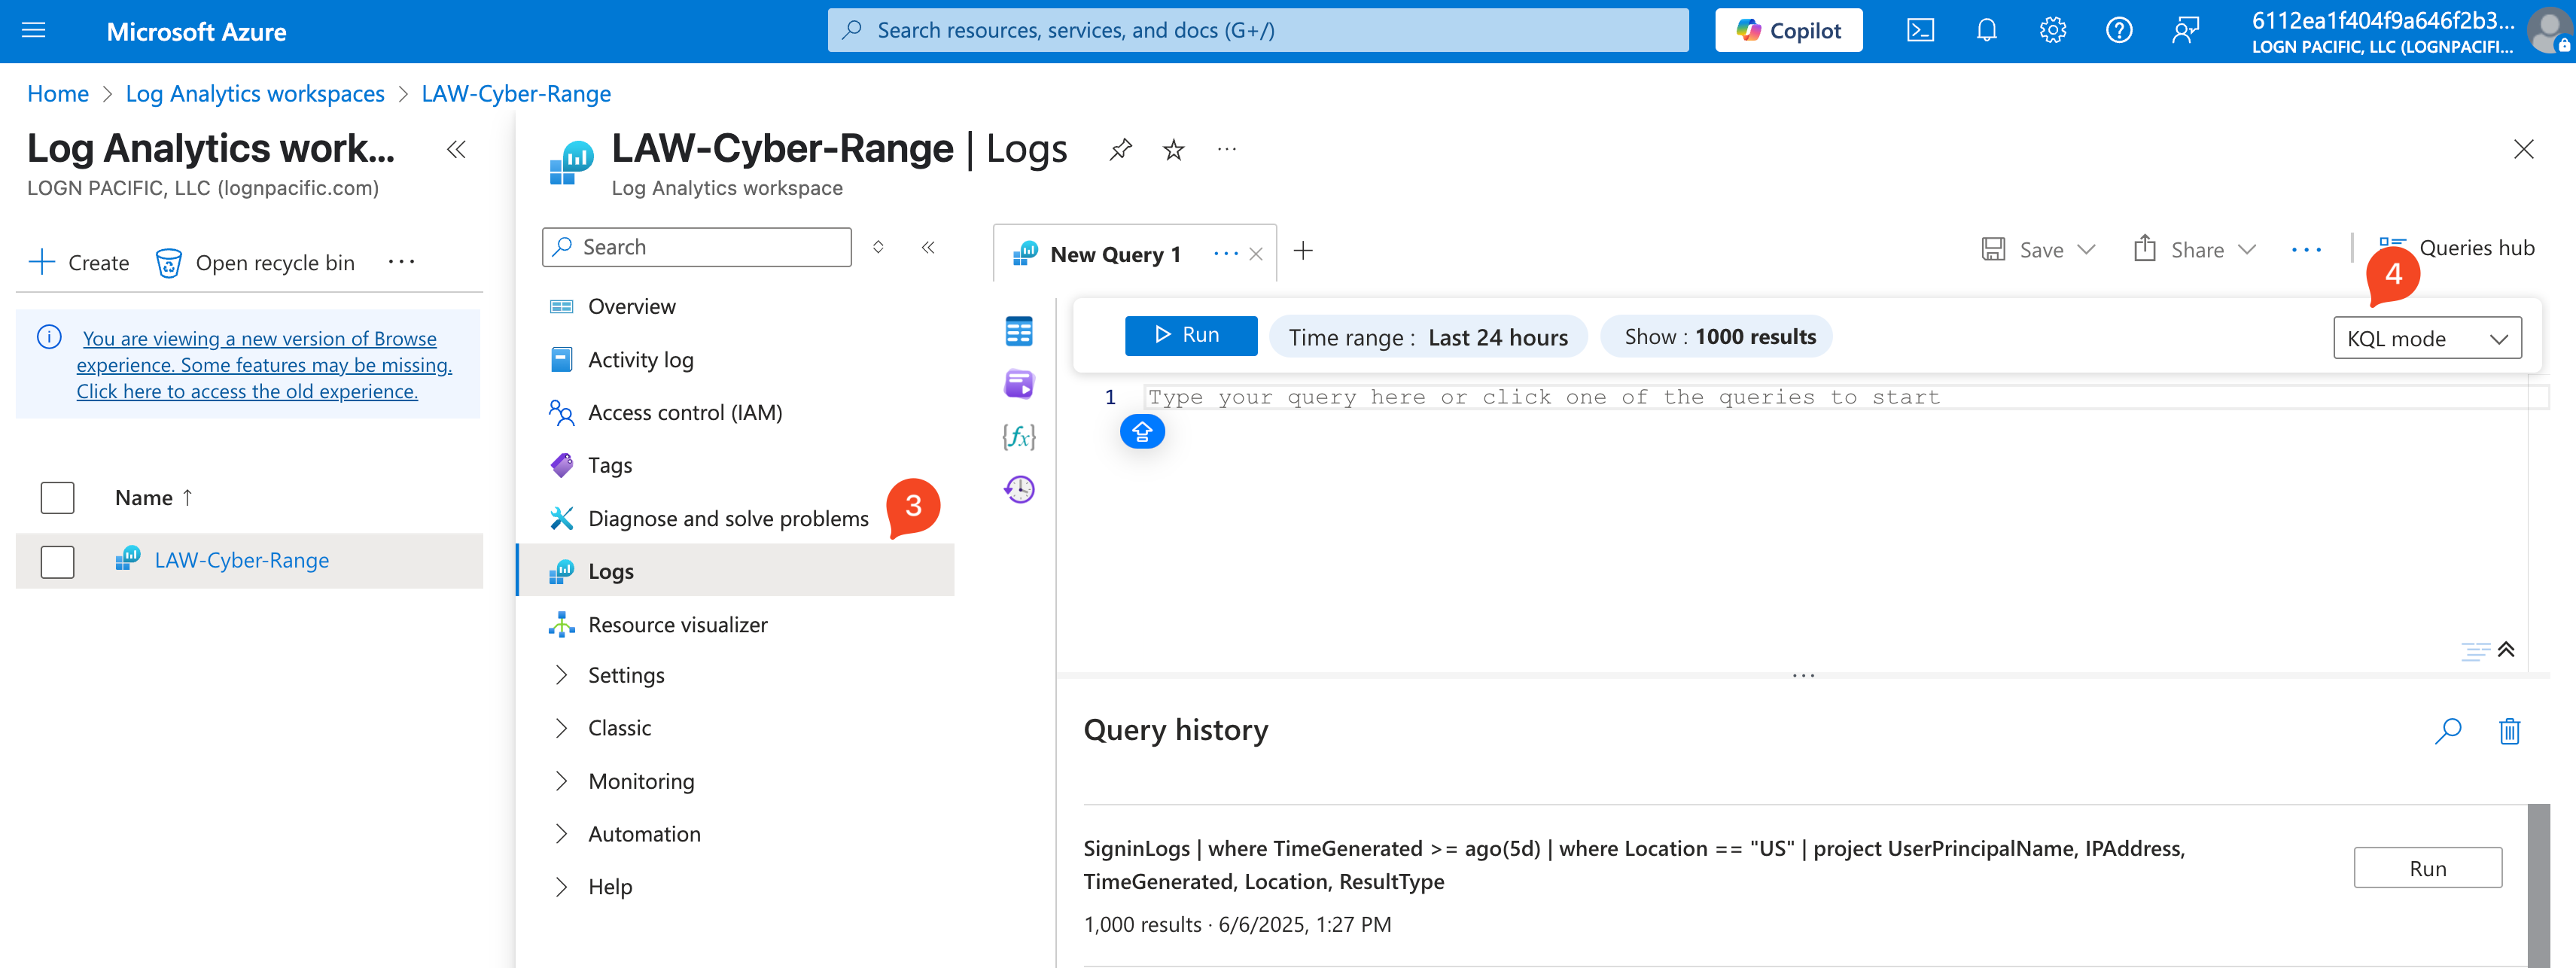 Microsoft Azure
Search resources, services, and docs (G+/)
Copilot
6112ea1f404f9a646f2b3...
LOGN PACIFIC, LLC (LOGNPACIFI...
Home > Log Analytics workspaces > LAW-Cyber-Range
Log Analytics work...
LOGN PACIFIC, LLC (lognpacific.com)
Create
Open recycle bin
You are viewing a new version of Browse
experience. Some features may be missing.
Click here to access the old experience.
Name ↑
LAW-Cyber-Range
LAW-Cyber-Range | Logs
Log Analytics workspace
Search
Overview
Activity log
Access control (IAM)
Tags
Diagnose and solve problems
3
Logs
Resource visualizer
Settings
Classic
Monitoring
Automation
Help
New Query 1
Save
Share
Queries hub
4
Run
Time range : Last 24 hours
Show : 1000 results
KQL mode
1
Type your query here or click one of the queries to start
{fx}
Query history
SigninLogs | where TimeGenerated >= ago(5d) | where Location == "US" | project UserPrincipalName, IPAddress,
TimeGenerated, Location, ResultType
1,000 results · 6/6/2025, 1:27 PM
Run